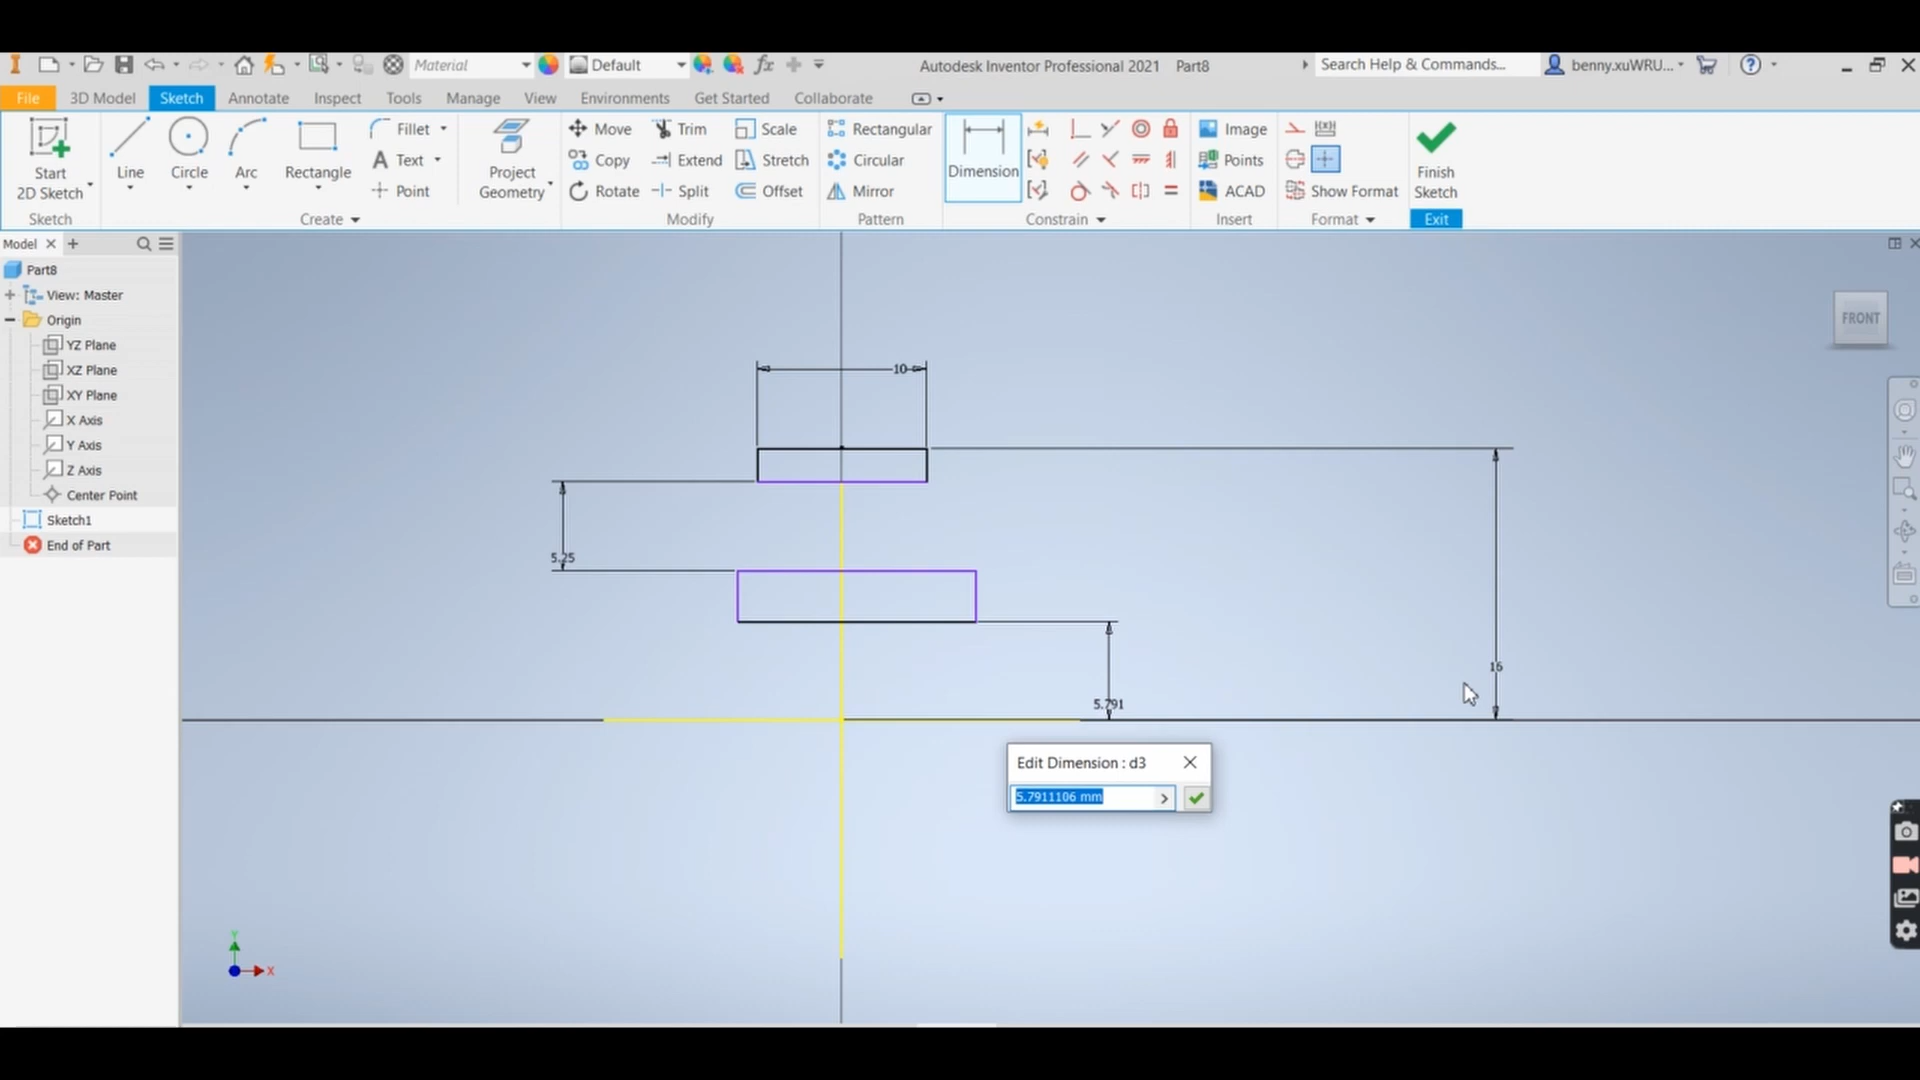 Material Default Autodesk Inventor Professional 2021 Part8 Search Help & Commands... benny.xuWRU...
File 3D Model Sketch Annotate Inspect Tools Manage View Environments Get Started Collaborate
Start
2D Sketch
Line
Circle
Arc
Rectangle
Fillet
Text
Point
Project
Geometry
Move Trim Scale
Copy Extend Stretch
Rotate Split Offset
Rectangular
Circular
Mirror
Dimension
Image
Points
ACAD
Show Format
Finish
Sketch
Sketch Create Modify Pattern Constrain Insert Format Exit
Model
Part8
View: Master
Origin
YZ Plane
XZ Plane
XY Plane
X Axis
Y Axis
Z Axis
Center Point
Sketch1
End of Part
FRONT
10
5.25
16
5.791
Edit Dimension : d3
5.7911106 mm
Y
X